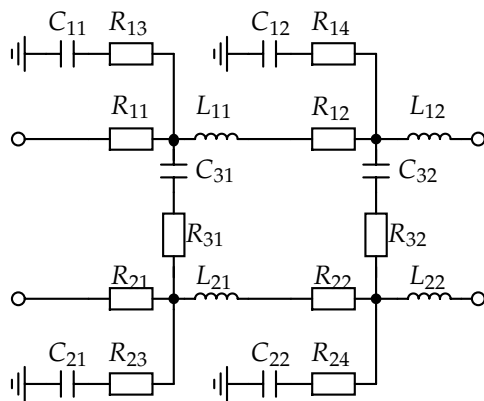 C11 R13 C12 R14
R11 L11 R12 L12
C31 C32
R31 R32
R21 L21 R22 L22
C21 R23 C22 R24